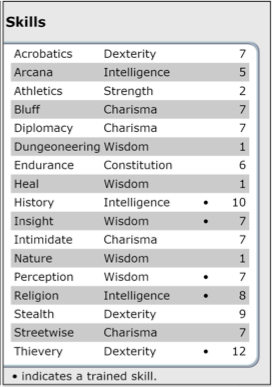 Skills
Acrobatics Dexterity 7
Arcana Intelligence 5
Athletics Strength 2
Bluff Charisma 7
Diplomacy Charisma 7
Dungeoneering Wisdom 1
Endurance Constitution 6
Heal Wisdom 1
History Intelligence • 10
Insight Wisdom • 7
Intimidate Charisma 7
Nature Wisdom 1
Perception Wisdom • 7
Religion Intelligence • 8
Stealth Dexterity 9
Streetwise Charisma 7
Thievery Dexterity • 12
• indicates a trained skill.